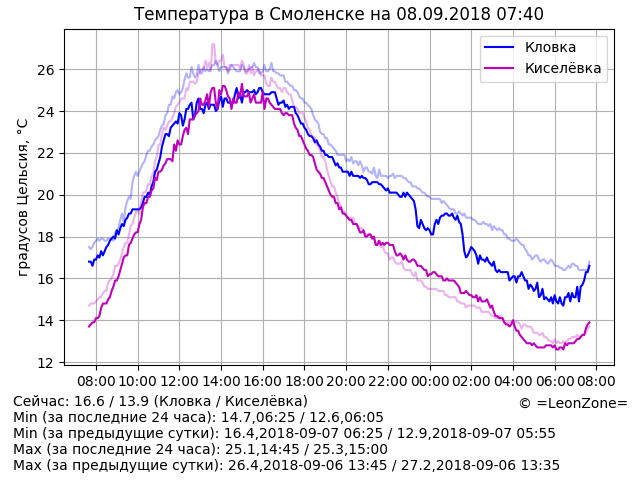 Температура в Смоленске на 08.09.2018 07:40
Кловка
Киселёвка
градусов Цельсия, °C
26
24
22
20
18
16
14
12
08:00 10:00 12:00 14:00 16:00 18:00 20:00 22:00 00:00 02:00 04:00 06:00 08:00
Сейчас: 16.6 / 13.9 (Кловка / Киселёвка)
© =LeonZone=
Min (за последние 24 часа): 14.7,06:25 / 12.6,06:05
Min (за предыдущие сутки): 16.4,2018-09-07 06:25 / 12.9,2018-09-07 05:55
Max (за последние 24 часа): 25.1,14:45 / 25.3,15:00
Max (за предыдущие сутки): 26.4,2018-09-06 13:45 / 27.2,2018-09-06 13:35